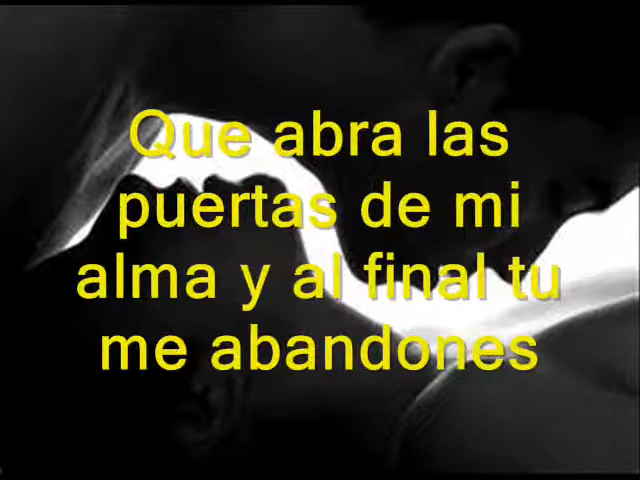 Que abra las
puertas de mi
alma y al final tu
me abandones